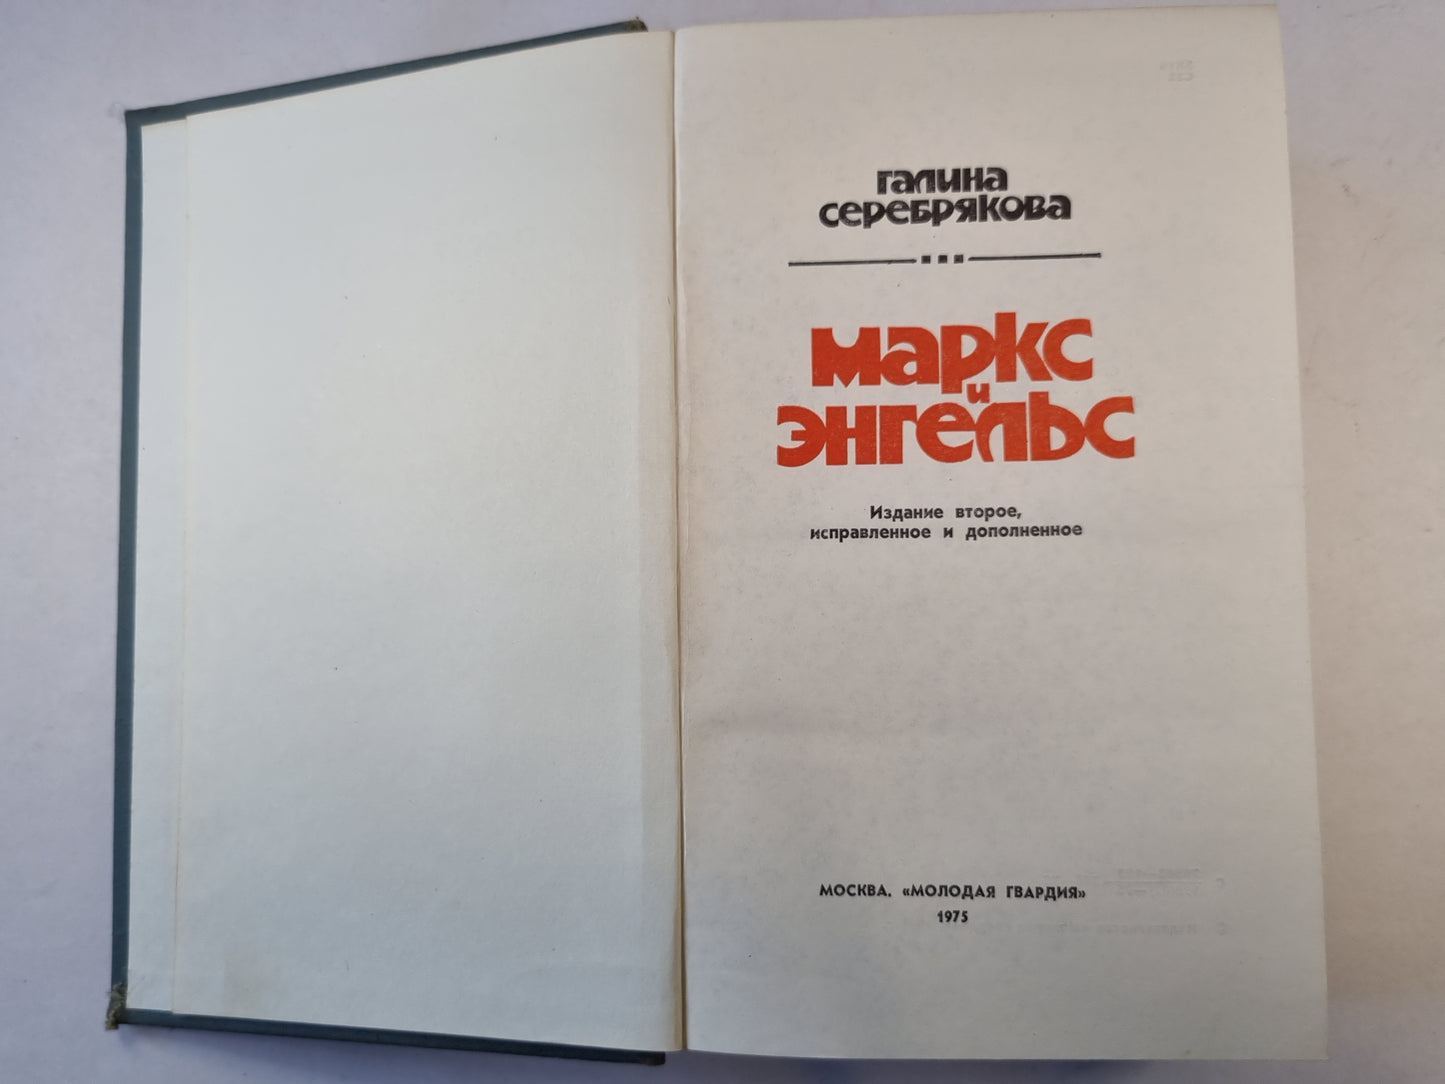 ГАЛИНА
СЕРЕБРЯКОВА
МАРКС
И
ЭНГЕЛЬС
Издание второе,
исправленное и дополненное
МОСКВА. «МОЛОДАЯ ГВАРДИЯ»
1975